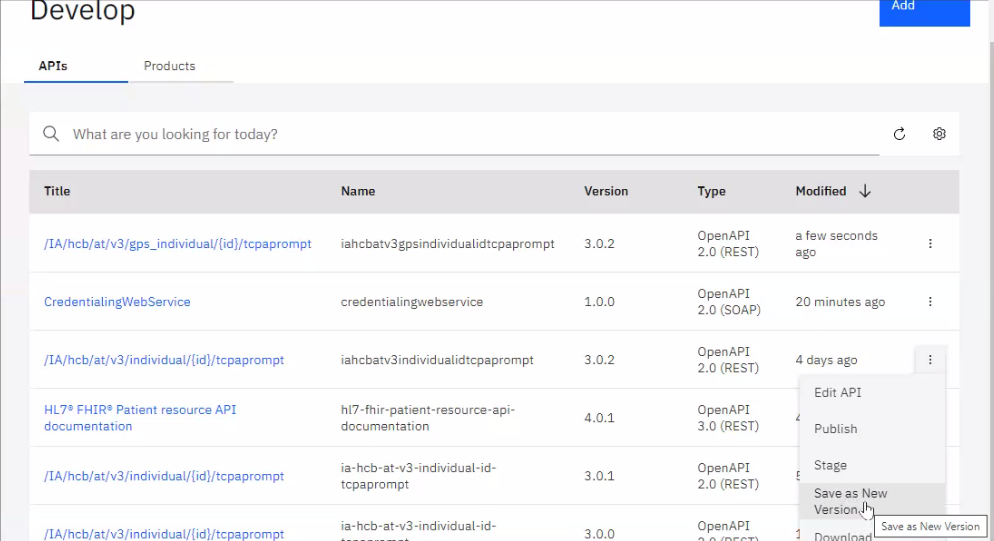 Develop
Add
APIs Products
What are you looking for today?
Title Name Version Type Modified
/IA/hcb/at/v3/gps_individual/{id}/tcpaprompt iahcbatv3gpsindividualidtcpaprompt 3.0.2 OpenAPI 2.0 (REST) a few seconds ago
CredentialingWebService credentialingwebservice 1.0.0 OpenAPI 2.0 (SOAP) 20 minutes ago
/IA/hcb/at/v3/individual/{id}/tcpaprompt iahcbatv3individualidtcpaprompt 3.0.2 OpenAPI 2.0 (REST) 4 days ago
HL7® FHIR® Patient resource API documentation hl7-fhir-patient-resource-api-documentation 4.0.1 OpenAPI 3.0 (REST)
/IA/hcb/at/v3/individual/{id}/tcpaprompt ia-hcb-at-v3-individual-id-tcpaprompt 3.0.1 OpenAPI 2.0 (REST)
/IA/hcb/at/v3/individual/{id}/tcpaprompt ia-hcb-at-v3-individual-id-tcpaprompt 3.0.0 OpenAPI 2.0 (REST)
Edit API
Publish
Stage
Save as New
Version
Download
Save as New Version